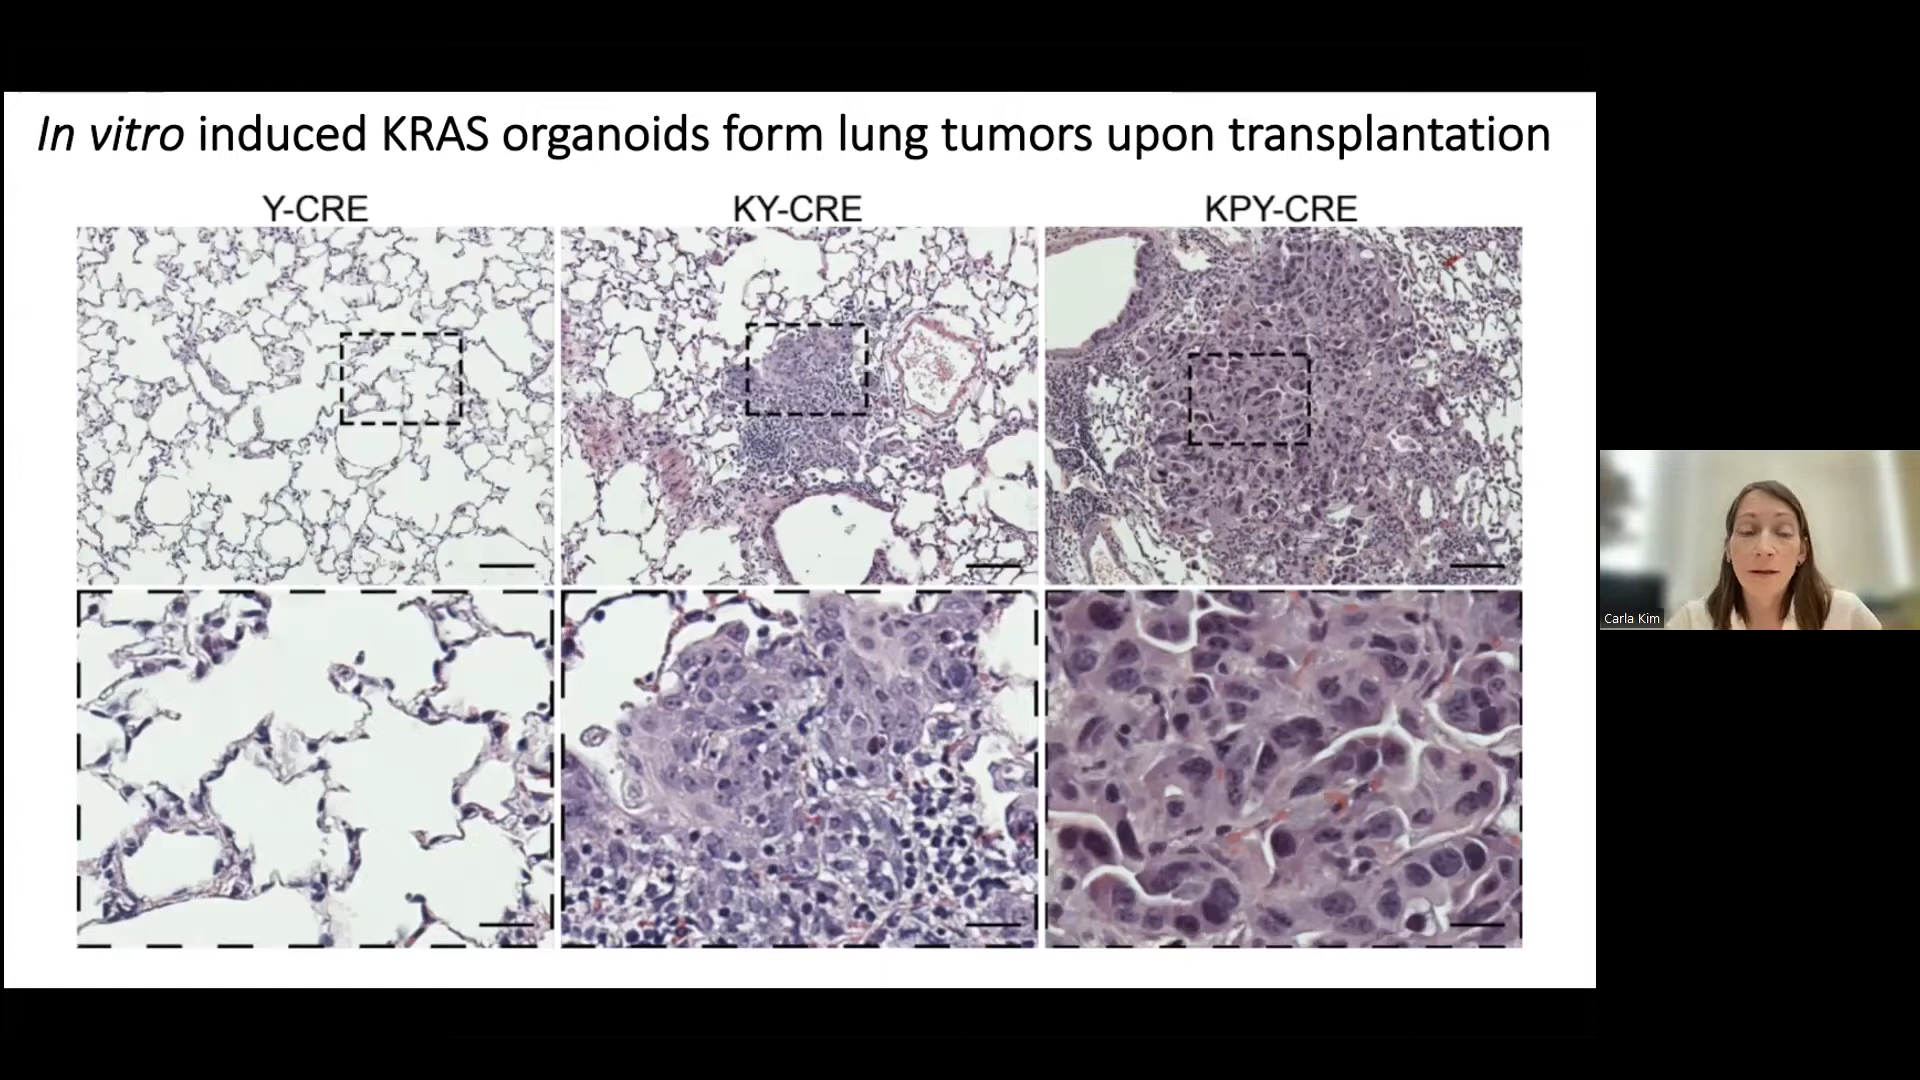 In vitro induced KRAS organoids form lung tumors upon transplantation
Y-CRE
KY-CRE
KPY-CRE
Carla Kim